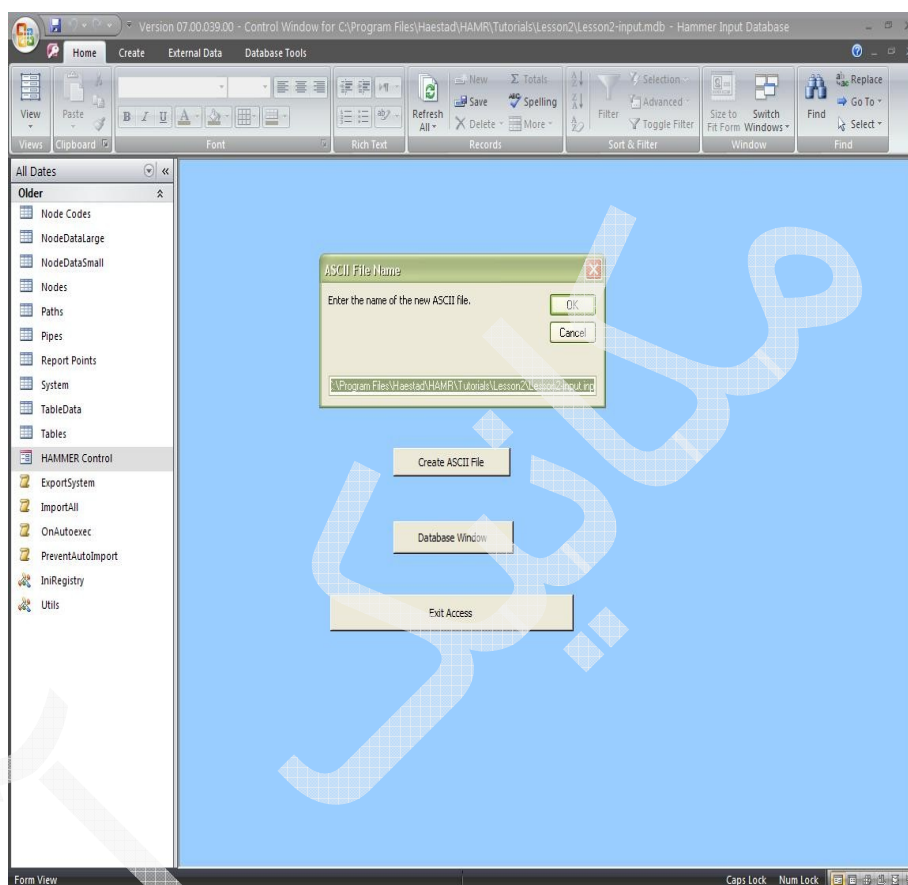 Version 07.00.039.00 - Control Window for C:\Program Files\Haestad\HAMR\Tutorials\Lesson2\Lesson2-input.mdb - Hammer Input Database
Home Create External Data Database Tools
View
Paste
B I U
Refresh All
New
Save
Delete
Totals
Spelling
More
Filter
Selection
Advanced
Toggle Filter
Size to Fit Form
Switch Windows
Find
Replace
Go To
Select
Views Clipboard Font Rich Text Records Sort & Filter Window Find
All Dates
Older
Node Codes
NodeDataLarge
NodeDataSmall
Nodes
Paths
Pipes
Report Points
System
TableData
Tables
HAMMER Control
ExportSystem
ImportAll
OnAutoexec
PreventAutoImport
IniRegistry
Utils
ASCII File Name
Enter the name of the new ASCII file.
OK
Cancel
:\Program Files\Haestad\HAMR\Tutorials\Lesson2\Lesson2-input.inp
Create ASCII File
Database Window
Exit Access
Form View
Caps Lock Num Lock